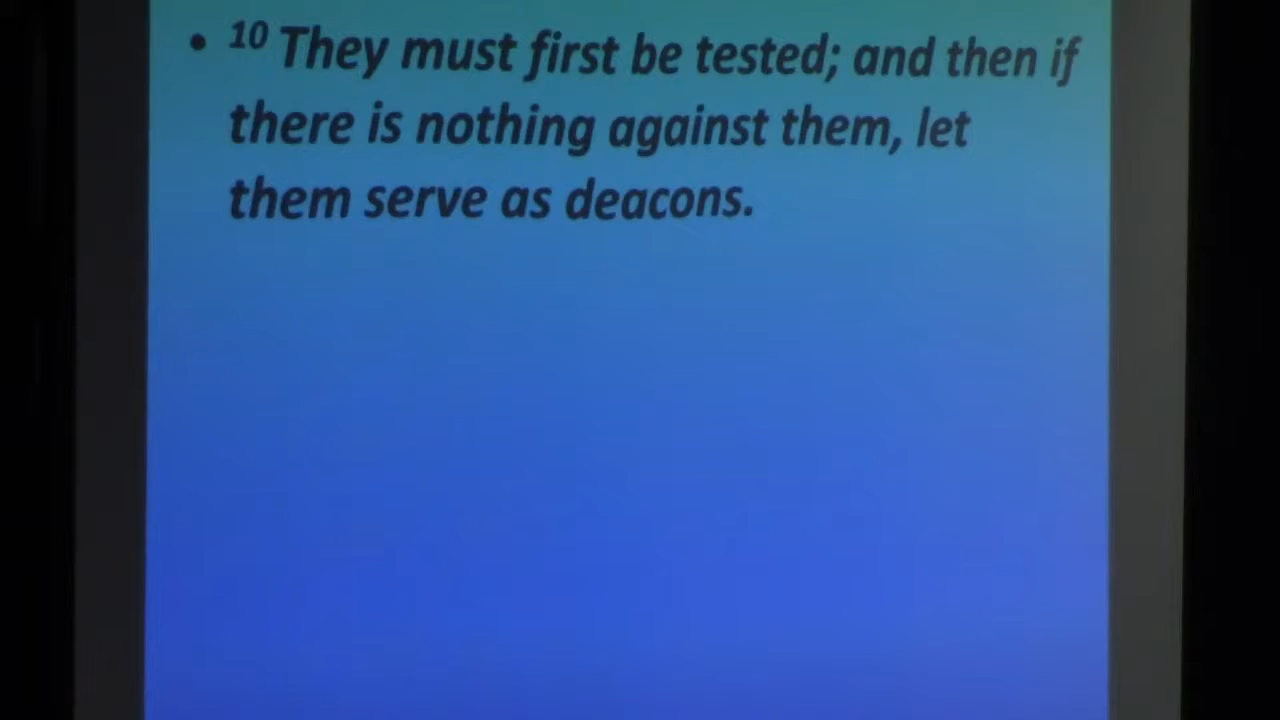 • 10 They must first be tested; and then if
there is nothing against them, let
them serve as deacons.